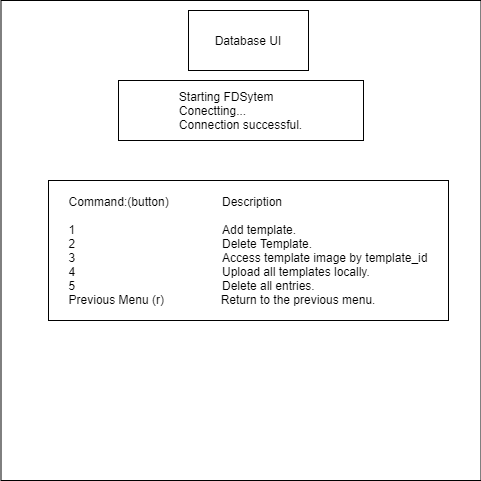 Database UI
Starting FDSytem
Conectting...
Connection successful.
Command:(button) Description
1 Add template.
2 Delete Template.
3 Access template image by template_id
4 Upload all templates locally.
5 Delete all entries.
Previous Menu (r) Return to the previous menu.